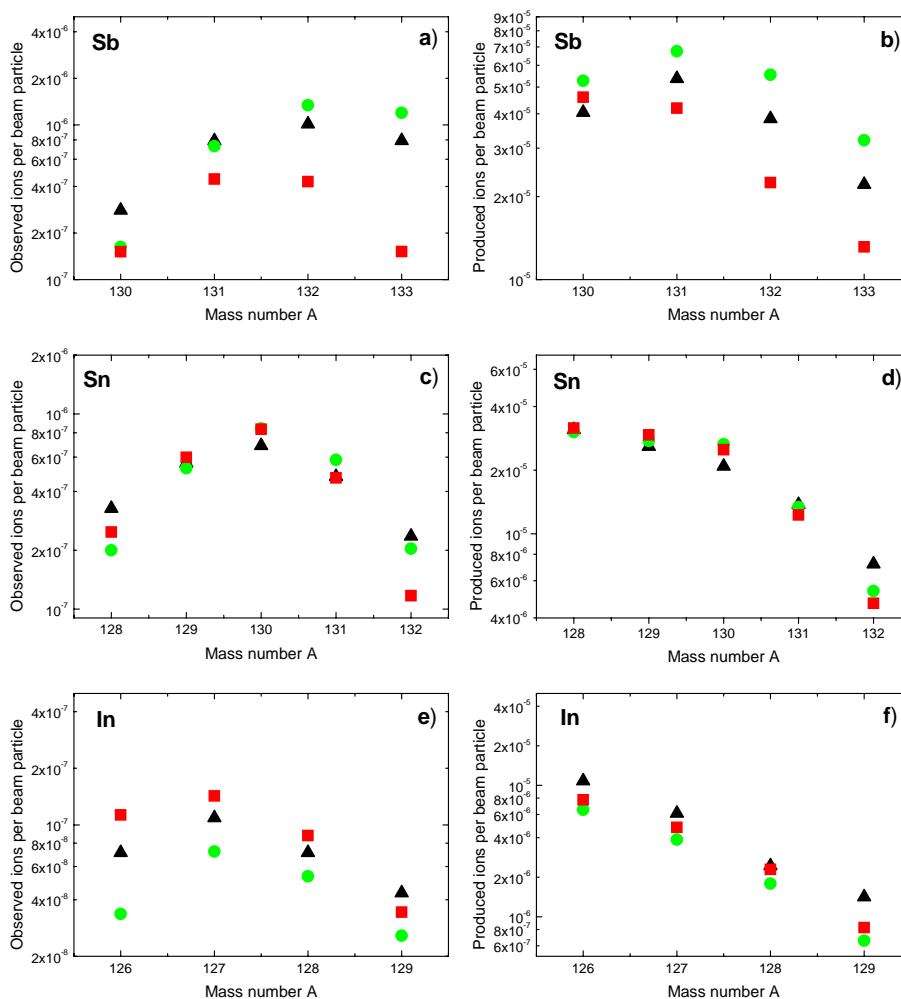 Sb
a)
Observed ions per beam particle
4x10⁻⁶
2x10⁻⁶
10⁻⁶
8x10⁻⁷
6x10⁻⁷
4x10⁻⁷
2x10⁻⁷
10⁻⁷
130 131 132 133
Mass number A
Sb
b)
Produced ions per beam particle
9x10⁻⁵
8x10⁻⁵
7x10⁻⁵
6x10⁻⁵
5x10⁻⁵
4x10⁻⁵
3x10⁻⁵
2x10⁻⁵
10⁻⁵
130 131 132 133
Mass number A
Sn
c)
Observed ions per beam particle
2x10⁻⁶
10⁻⁶
8x10⁻⁷
6x10⁻⁷
4x10⁻⁷
2x10⁻⁷
10⁻⁷
128 129 130 131 132
Mass number A
Sn
d)
Produced ions per beam particle
6x10⁻⁵
4x10⁻⁵
2x10⁻⁵
10⁻⁵
8x10⁻⁶
6x10⁻⁶
4x10⁻⁶
128 129 130 131 132
Mass number A
In
e)
Observed ions per beam particle
4x10⁻⁷
2x10⁻⁷
10⁻⁷
8x10⁻⁸
6x10⁻⁸
4x10⁻⁸
2x10⁻⁸
126 127 128 129
Mass number A
In
f)
Produced ions per beam particle
4x10⁻⁵
2x10⁻⁵
10⁻⁵
8x10⁻⁶
6x10⁻⁶
4x10⁻⁶
2x10⁻⁶
10⁻⁶
8x10⁻⁷
6x10⁻⁷
126 127 128 129
Mass number A